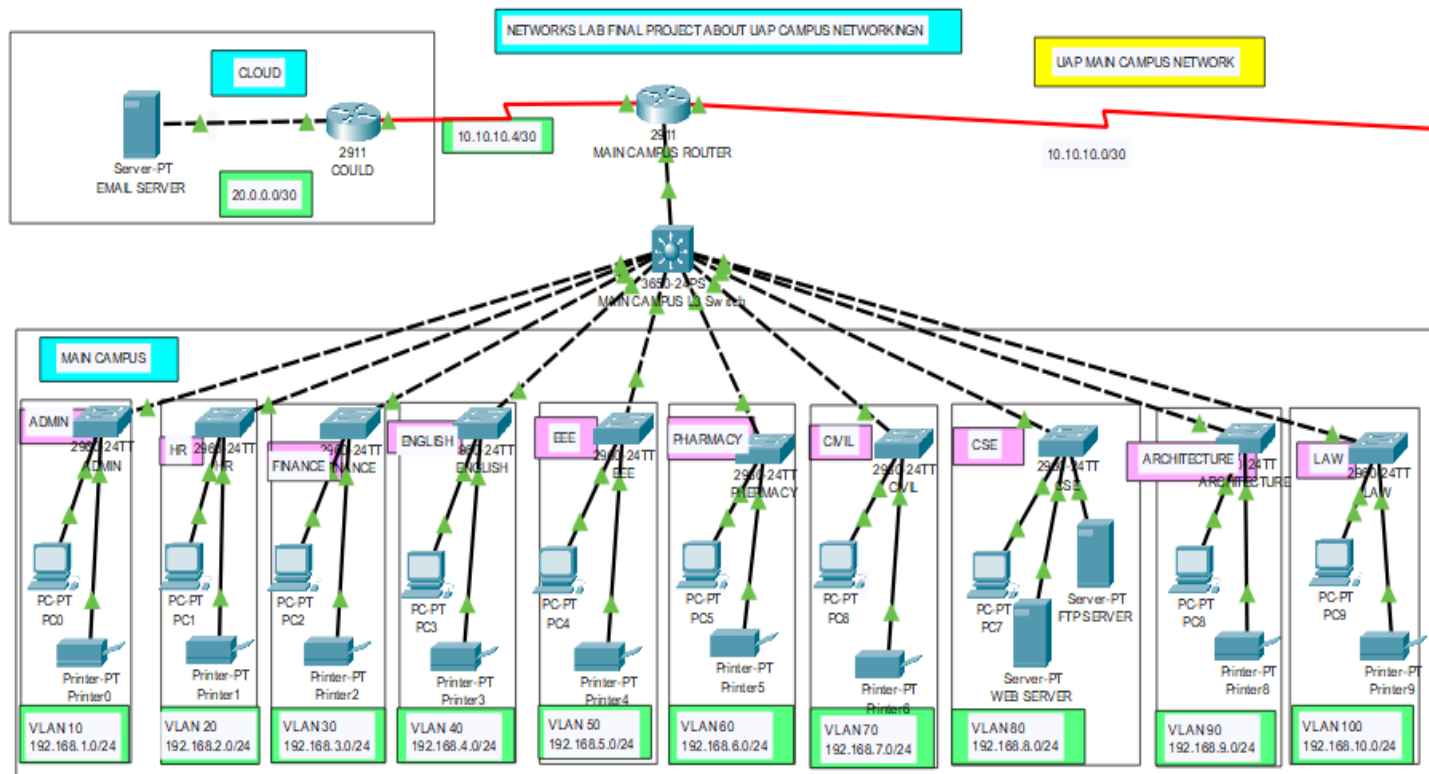 NETWORKS LAB FINAL PROJECT ABOUT UAP CAMPUS NETWORKINGN
UAP MAIN CAMPUS NETWORK
CLOUD
Server-PT
EMAIL SERVER
20.0.0.0/30
2911
COULD
10.10.10.4/30
2911
MAIN CAMPUS ROUTER
10.10.10.0/30
3650-24PS
MAIN CAMPUS L3 Switch
MAIN CAMPUS
ADMIN
2960-24TT
ADMIN
PC-PT
PC0
Printer-PT
Printer0
VLAN 10
192.168.1.0/24
HR
2960-24TT
HR
PC-PT
PC1
Printer-PT
Printer1
VLAN 20
192.168.2.0/24
FINANCE
PC-PT
PC2
Printer-PT
Printer2
VLAN 30
192.168.3.0/24
ENGLISH
ENGLISH
PC-PT
PC3
Printer-PT
Printer3
VLAN 40
192.168.4.0/24
EEE
2960-24TT
EEE
PC-PT
PC4
Printer-PT
Printer4
VLAN 50
192.168.5.0/24
PHARMACY
2960-24TT
PHERMACY
PC-PT
PC5
Printer-PT
Printer5
VLAN 60
192.168.6.0/24
CIVIL
2960-24TT
CIVIL
PC-PT
PC6
Printer-PT
Printer6
VLAN 70
192.168.7.0/24
CSE
2960-24TT
CSE
PC-PT
PC7
Server-PT
WEB SERVER
Server-PT
FTP SERVER
VLAN 80
192.168.8.0/24
ARCHITECTURE
ARCHITECTURE
PC-PT
PC8
Printer-PT
Printer8
VLAN 90
192.168.9.0/24
LAW
2960-24TT
LAW
PC-PT
PC9
Printer-PT
Printer9
VLAN 100
192.168.10.0/24